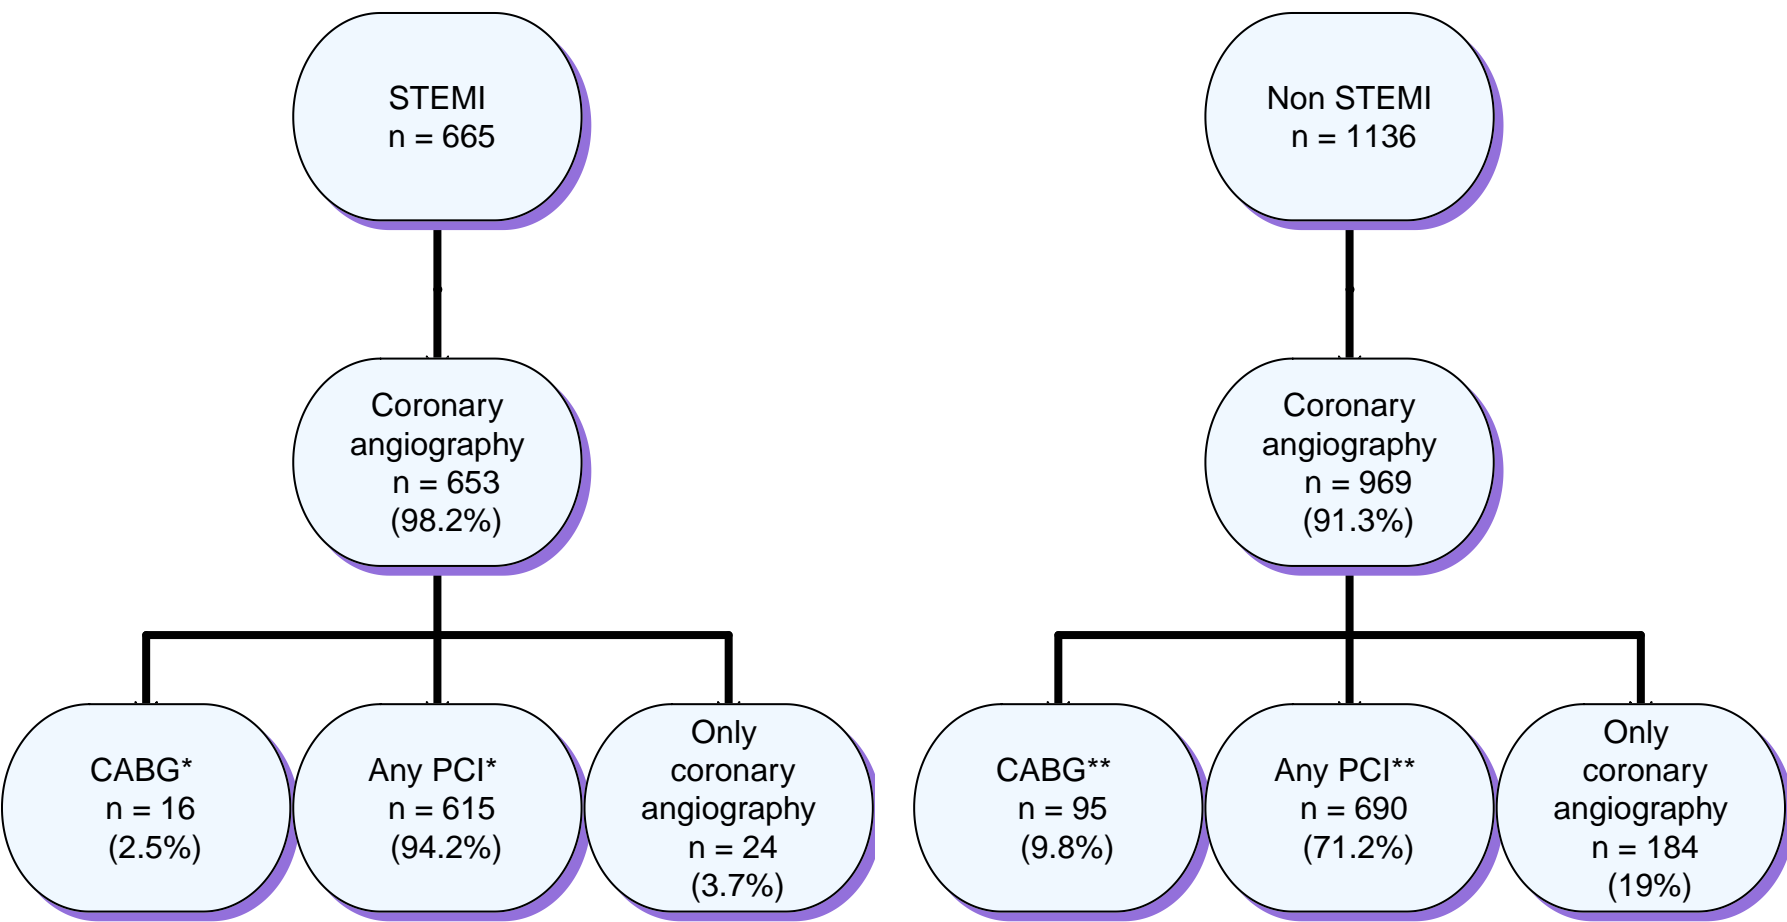 STEMI
n = 665
Coronary
angiography
n = 653
(98.2%)
CABG*
n = 16
(2.5%)
Any PCI*
n = 615
(94.2%)
Only
coronary
angiography
n = 24
(3.7%)
Non STEMI
n = 1136
Coronary
angiography
n = 969
(91.3%)
CABG**
n = 95
(9.8%)
Any PCI**
n = 690
(71.2%)
Only
coronary
angiography
n = 184
(19%)